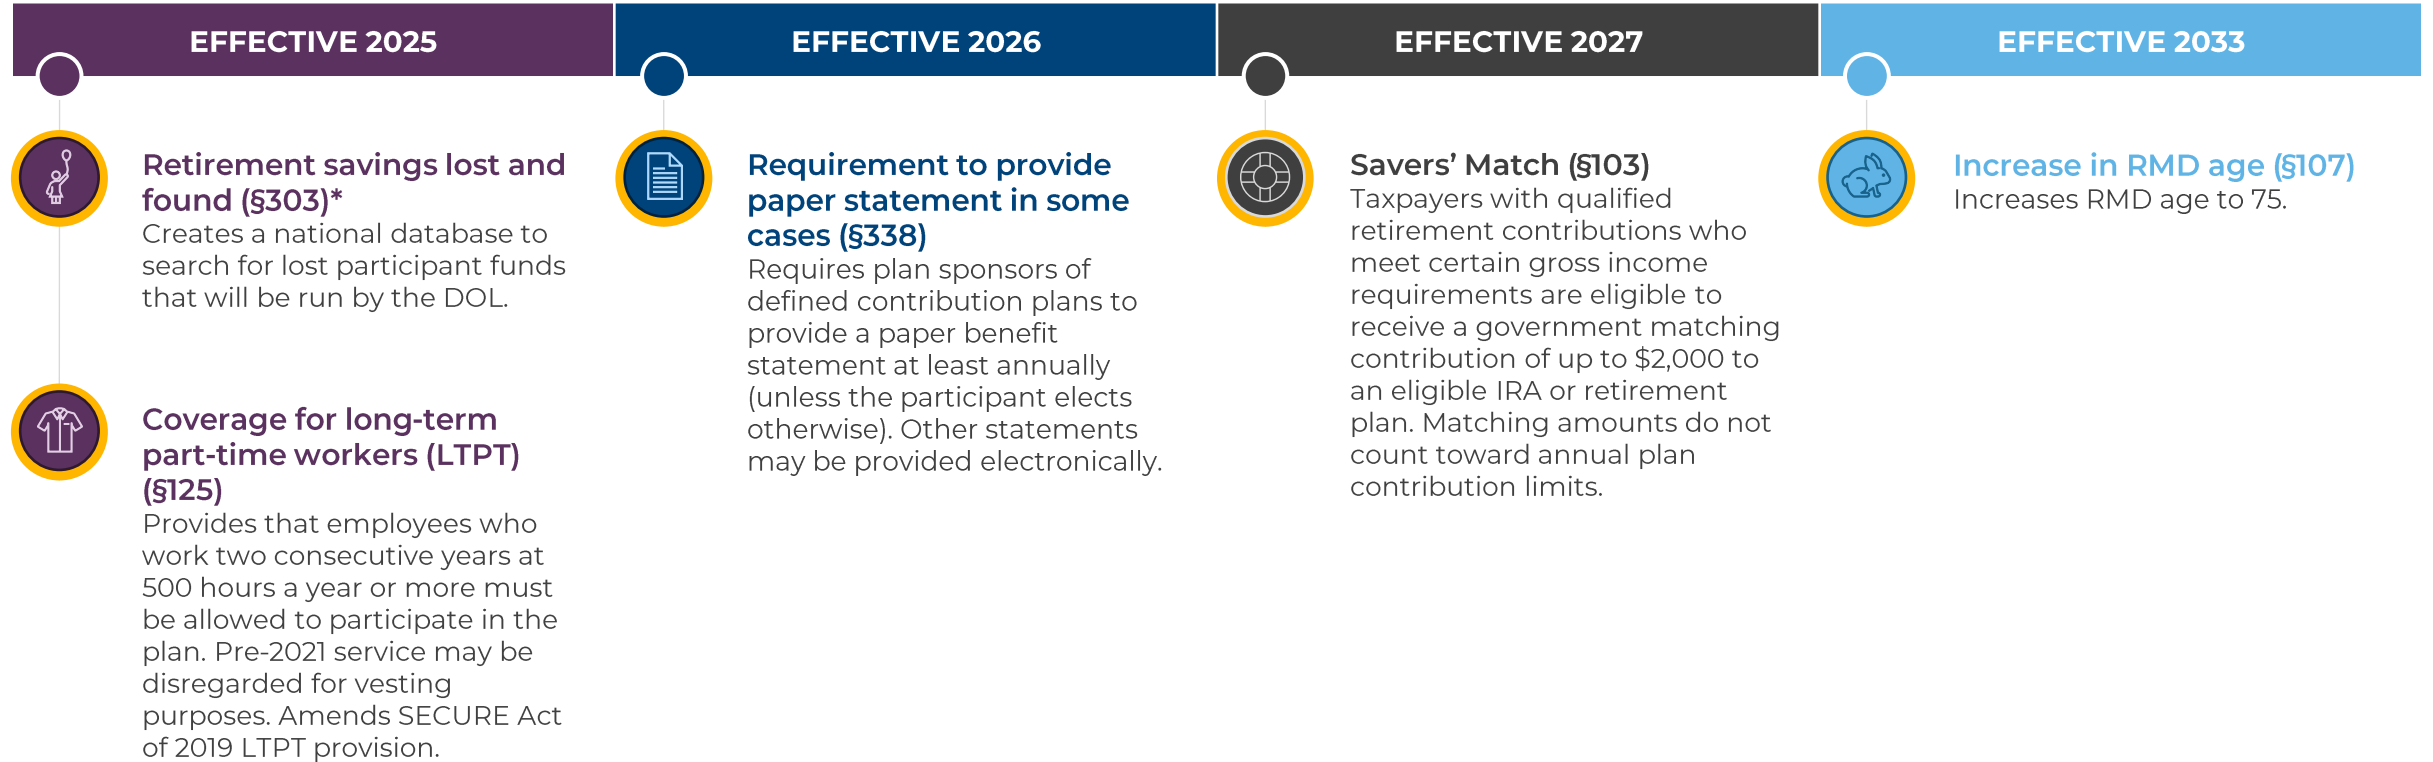 EFFECTIVE 2025
Retirement savings lost and
found (§303)*
Creates a national database to
search for lost participant funds
that will be run by the DOL.
Coverage for long-term
part-time workers (LTPT)
(§125)
Provides that employees who
work two consecutive years at
500 hours a year or more must
be allowed to participate in the
plan. Pre-2021 service may be
disregarded for vesting
purposes. Amends SECURE Act
of 2019 LTPT provision.
EFFECTIVE 2026
Requirement to provide
paper statement in some
cases (§338)
Requires plan sponsors of
defined contribution plans to
provide a paper benefit
statement at least annually
(unless the participant elects
otherwise). Other statements
may be provided electronically.
EFFECTIVE 2027
Savers’ Match (§103)
Taxpayers with qualified
retirement contributions who
meet certain gross income
requirements are eligible to
receive a government matching
contribution of up to $2,000 to
an eligible IRA or retirement
plan. Matching amounts do not
count toward annual plan
contribution limits.
EFFECTIVE 2033
Increase in RMD age (§107)
Increases RMD age to 75.